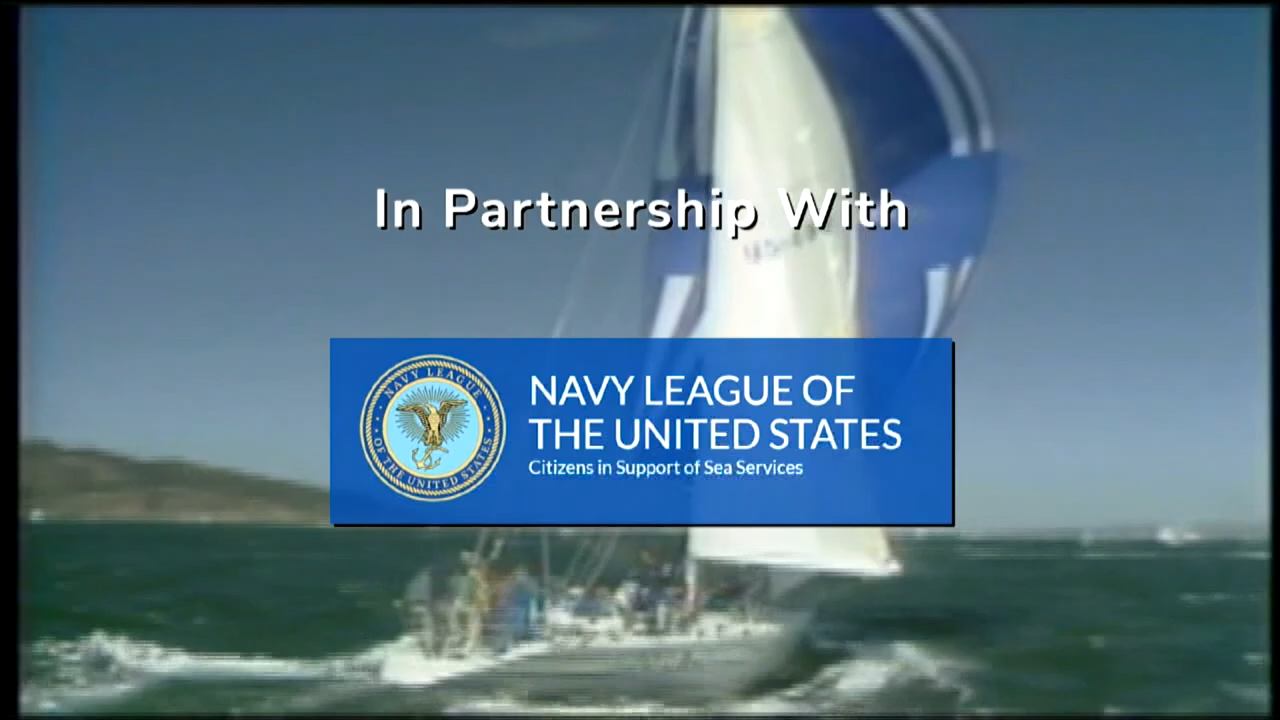 In Partnership With
NAVY LEAGUE
OF THE UNITED STATES
NAVY LEAGUE OF
THE UNITED STATES
Citizens in Support of Sea Services